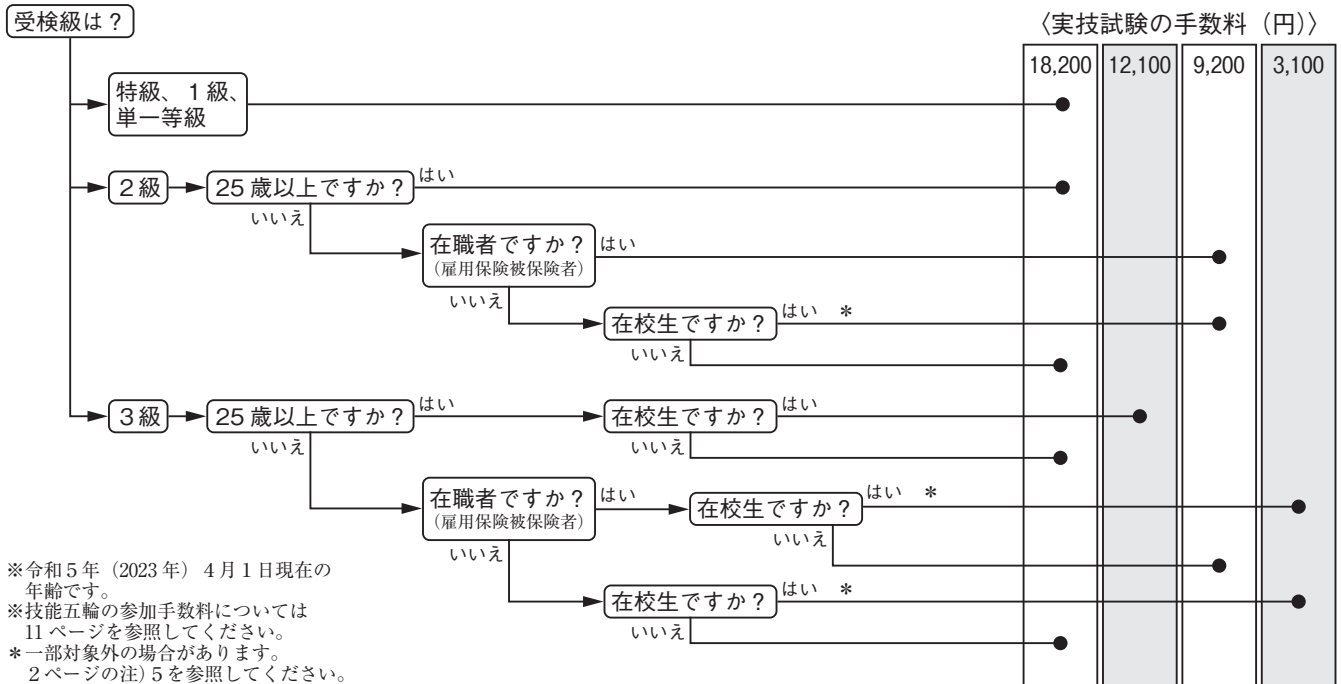 受検級は？
〈実技試験の手数料（円）〉
18,200 12,100 9,200 3,100
特級、1級、
単一等級
2級 25歳以上ですか？ はい
いいえ
在職者ですか？ はい
（雇用保険被保険者）
いいえ
在校生ですか？ はい ＊
いいえ
3級 25歳以上ですか？ はい 在校生ですか？ はい
いいえ いいえ
在職者ですか？ はい 在校生ですか？ はい ＊
（雇用保険被保険者）
いいえ いいえ
在校生ですか？ はい ＊
いいえ
※令和5年（2023年）4月1日現在の
年齢です。
※技能五輪の参加手数料については
11ページを参照してください。
＊一部対象外の場合があります。
2ページの注）5を参照してください。